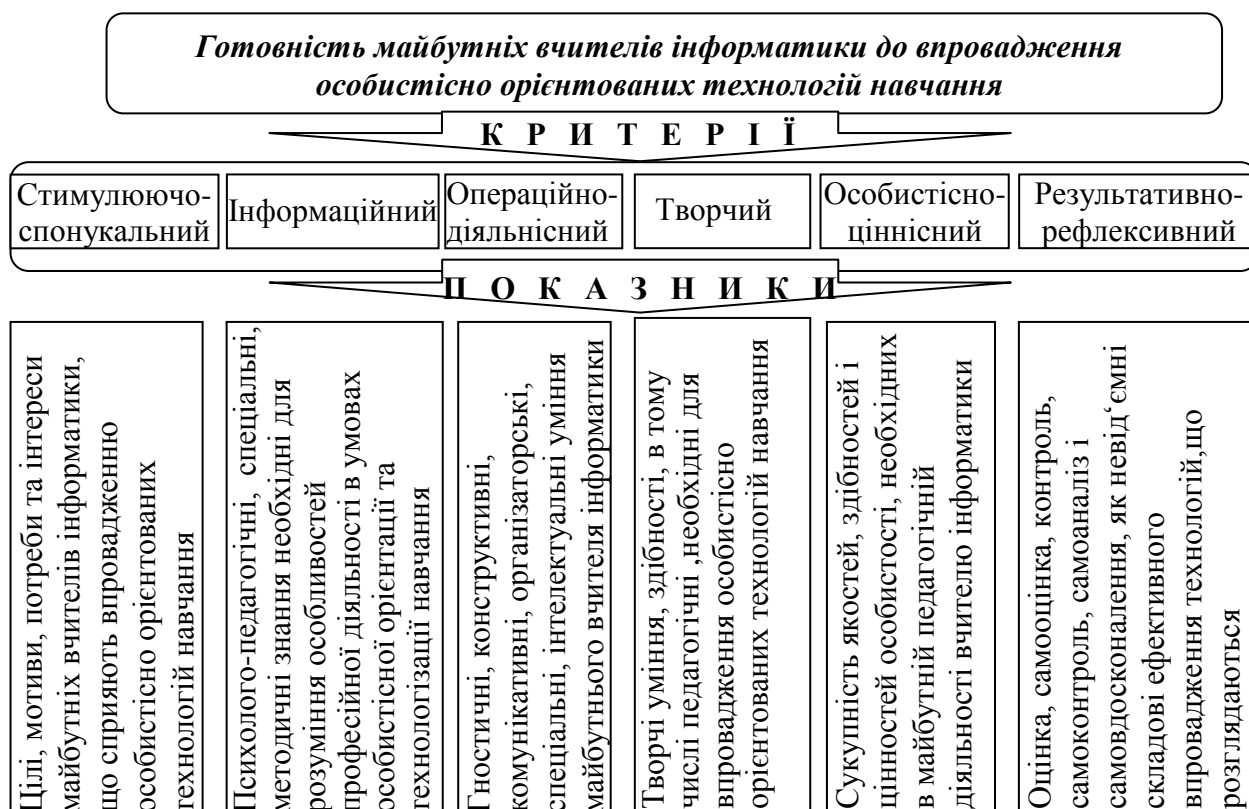 Готовність майбутніх вчителів інформатики до впровадження
особистісно орієнтованих технологій навчання
К Р И Т Е Р І Ї
Стимулюючо-
спонукальний
Інформаційний
Операційно-
діяльнісний
Творчий
Особистісно-
ціннісний
Результативно-
рефлексивний
П О К А З Н И К И
Цілі, мотиви, потреби та інтереси
майбутніх вчителів інформатики,
що сприяють впровадженню
особистісно орієнтованих
технологій навчання
Психолого-педагогічні, спеціальні,
методичні знання необхідні для
розуміння особливостей
професійної діяльності в умовах
особистісної орієнтації та
технологізації навчання
Гностичні, конструктивні,
комунікативні, організаторські,
спеціальні, інтелектуальні уміння
майбутнього вчителя інформатики
Творчі уміння, здібності, в тому
числі педагогічні ,необхідні для
впровадження особистісно
орієнтованих технологій навчання
Сукупність якостей, здібностей і
цінностей особистості, необхідних
в майбутній педагогічній
діяльності вчителю інформатики
Оцінка, самооцінка, контроль,
самоконтроль, самоаналіз і
самовдосконалення, як невід‘ємні
складові ефективного
впровадження технологій,що
розглядаються